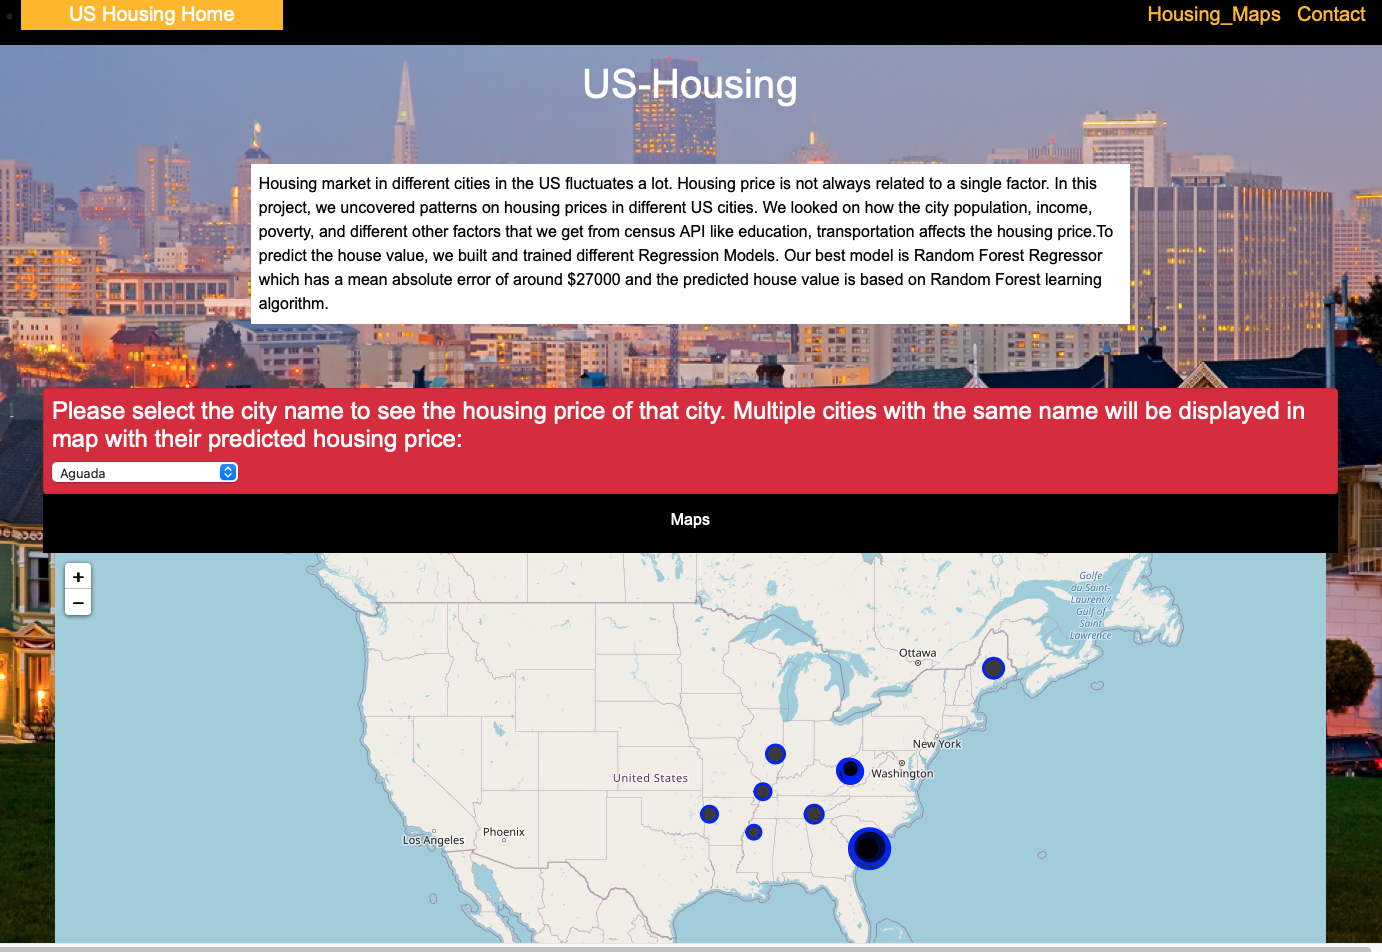 US Housing Home
Housing_Maps Contact
US-Housing
Housing market in different cities in the US fluctuates a lot. Housing price is not always related to a single factor. In this
project, we uncovered patterns on housing prices in different US cities. We looked on how the city population, income,
poverty, and different other factors that we get from census API like education, transportation affects the housing price.To
predict the house value, we built and trained different Regression Models. Our best model is Random Forest Regressor
which has a mean absolute error of around $27000 and the predicted house value is based on Random Forest learning
algorithm.
Please select the city name to see the housing price of that city. Multiple cities with the same name will be displayed in
map with their predicted housing price:
Aguada
Maps
+
−
Golfe
du Saint-
Laurent /
Gulf of
Saint
Lawrence
Ottawa
New York
Washington
United States
Phoenix
Los Angeles